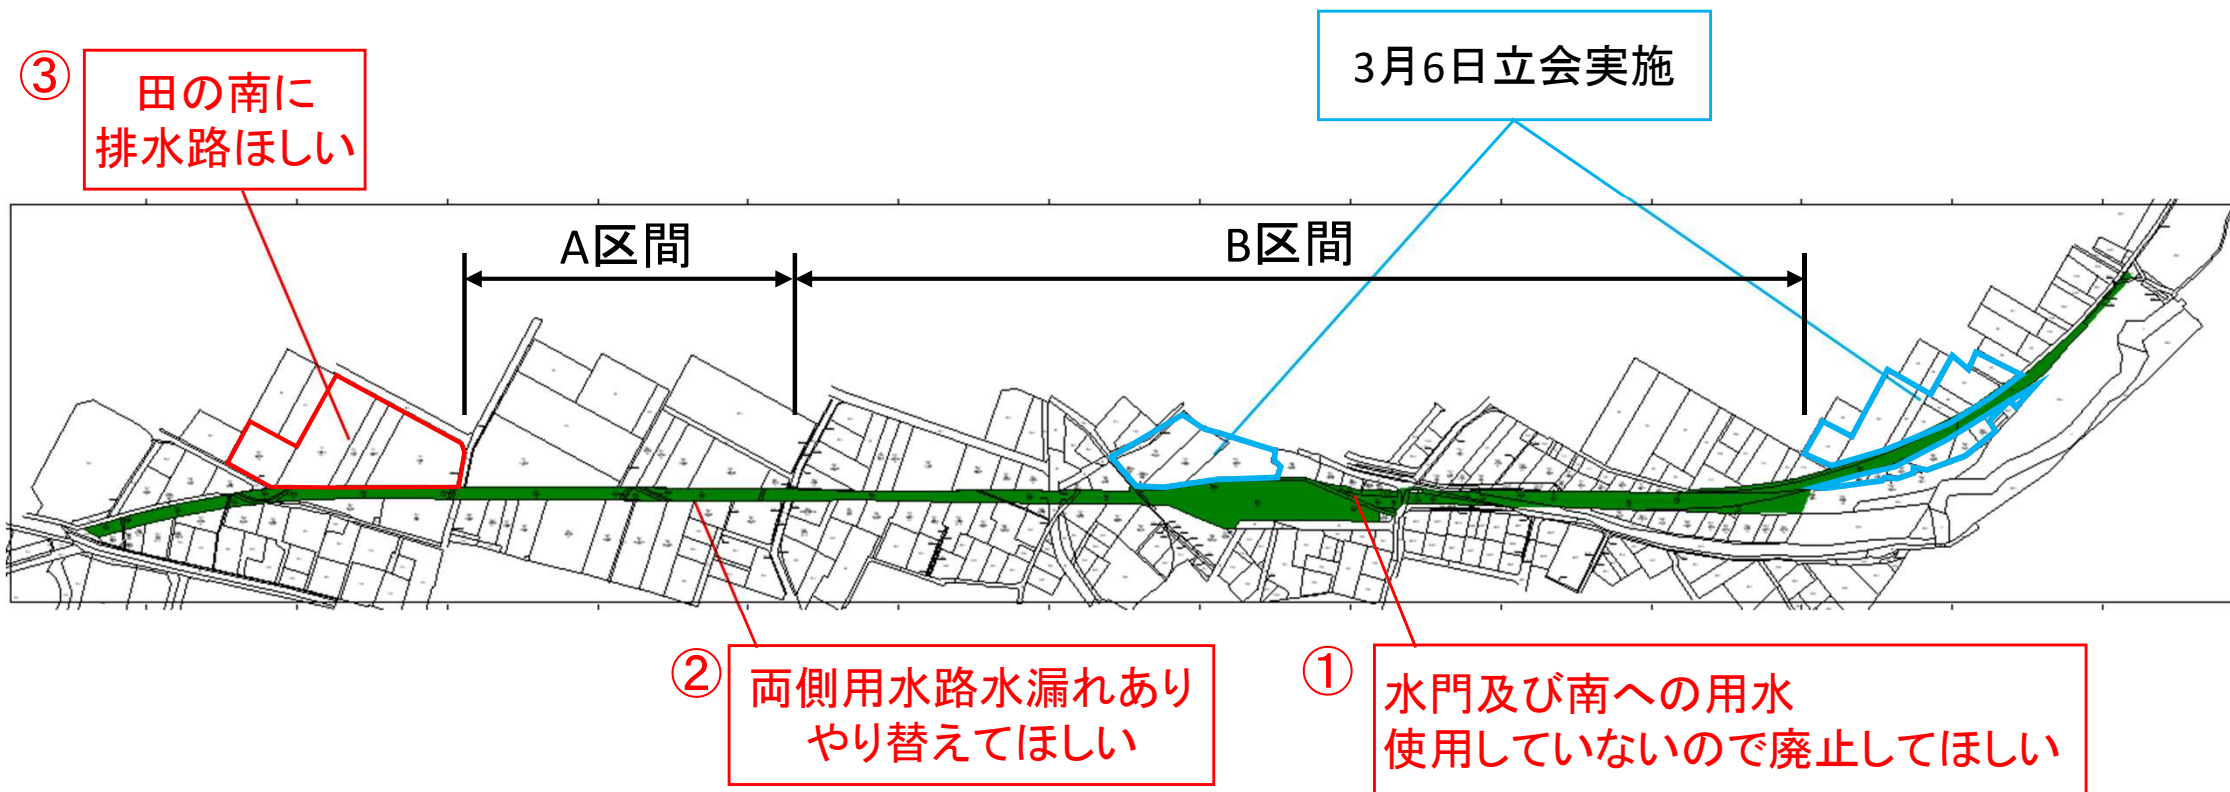 ③
田の南に
排水路ほしい
3月6日立会実施
A区間
B区間
②
両側用水路水漏れあり
やり替えてほしい
①
水門及び南への用水
使用していないので廃止してほしい